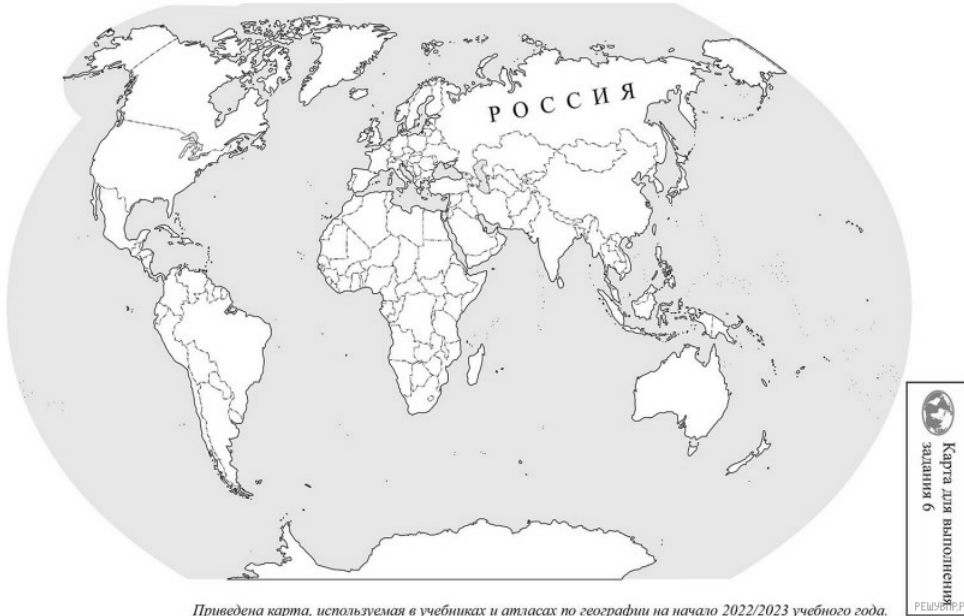 РОССИЯ
Карта для выполнения
задания 6
Приведена карта, используемая в учебниках и атласах по географии на начало 2022/2023 учебного года.
РЕШУВПР.Р